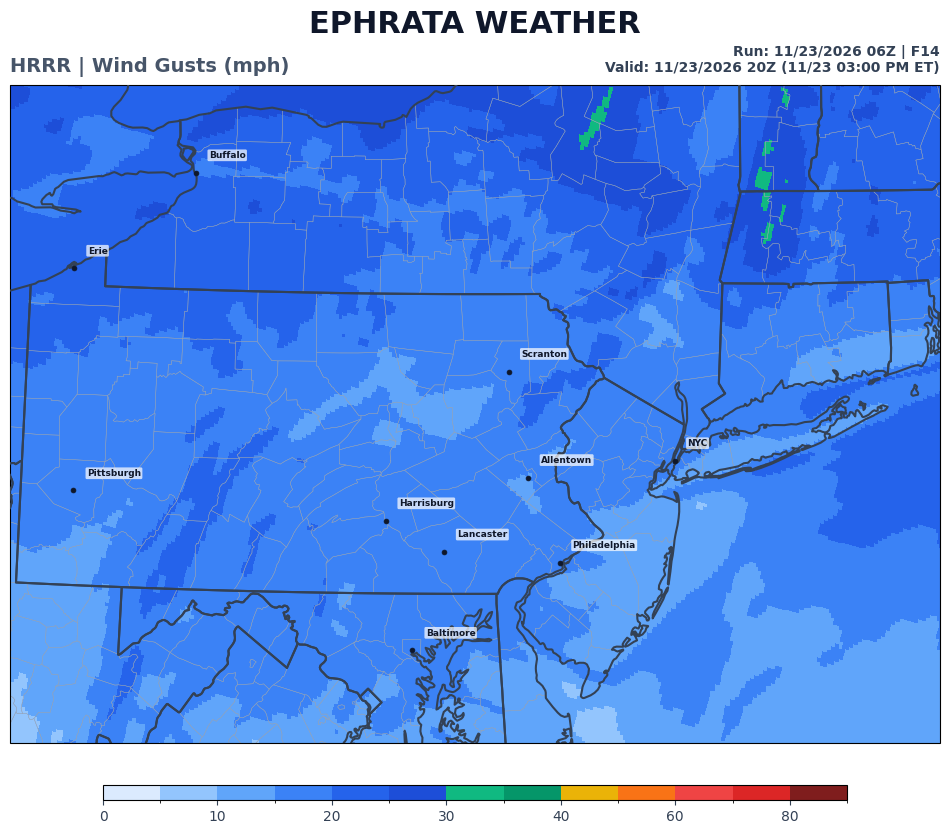 EPHRATA WEATHER
HRRR | Wind Gusts (mph)
Run: 11/23/2026 06Z | F14
Valid: 11/23/2026 20Z (11/23 03:00 PM ET)
Buffalo
Erie
Scranton
NYC
Allentown
Pittsburgh
Harrisburg
Lancaster
Philadelphia
Baltimore
0 10 20 30 40 60 80